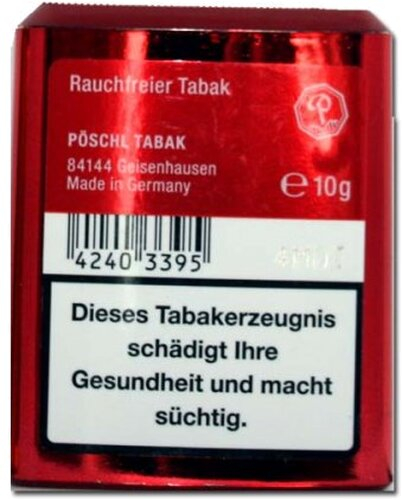 Rauchfreier Tabak
P
PÖSCHL TABAK
84144 Geisenhausen
Made in Germany
℮ 10g
4240 3395
Dieses Tabakerzeugnis
schädigt Ihre
Gesundheit und macht
süchtig.